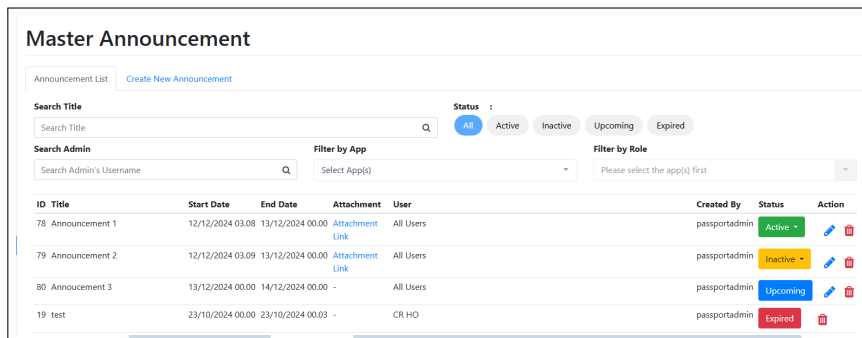 Master Announcement
Announcement List Create New Announcement
Search Title Status :
Search Title All Active Inactive Upcoming Expired
Search Admin Filter by App Filter by Role
Search Admin's Username Select App(s) Please select the app(s) first
ID Title Start Date End Date Attachment User Created By Status Action
78 Announcement 1 12/12/2024 03.08 13/12/2024 00.00 Attachment Link All Users passportadmin Active
79 Announcement 2 12/12/2024 03.09 13/12/2024 00.00 Attachment Link All Users passportadmin Inactive
80 Annoucement 3 13/12/2024 00.00 14/12/2024 00.00 - All Users passportadmin Upcoming
19 test 23/10/2024 00.00 23/10/2024 00.03 - CR HO passportadmin Expired